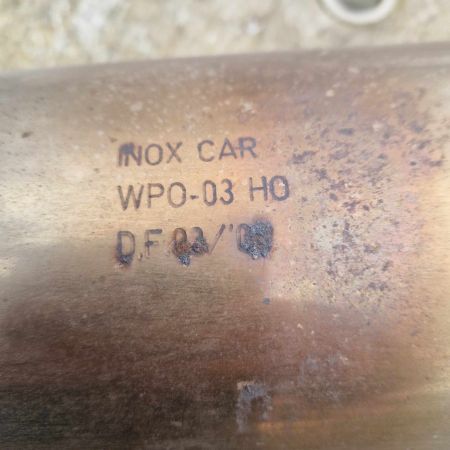 INOX CAR
WPO-03 HO
D.F.